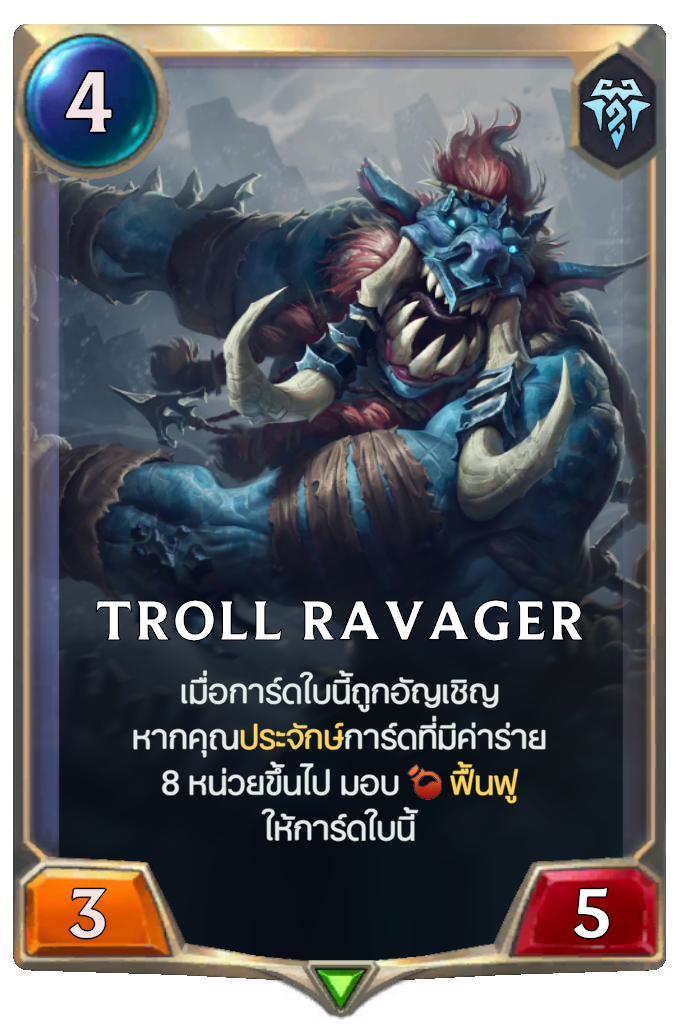 4
TROLL RAVAGER
เมื่อการ์ดใบนี้ถูกอัญเชิญ
หากคุณประจักษ์การ์ดที่มีค่าร่าย
8 หน่วยขึ้นไป มอบ ฟื้นฟู
ให้การ์ดใบนี้
3
5